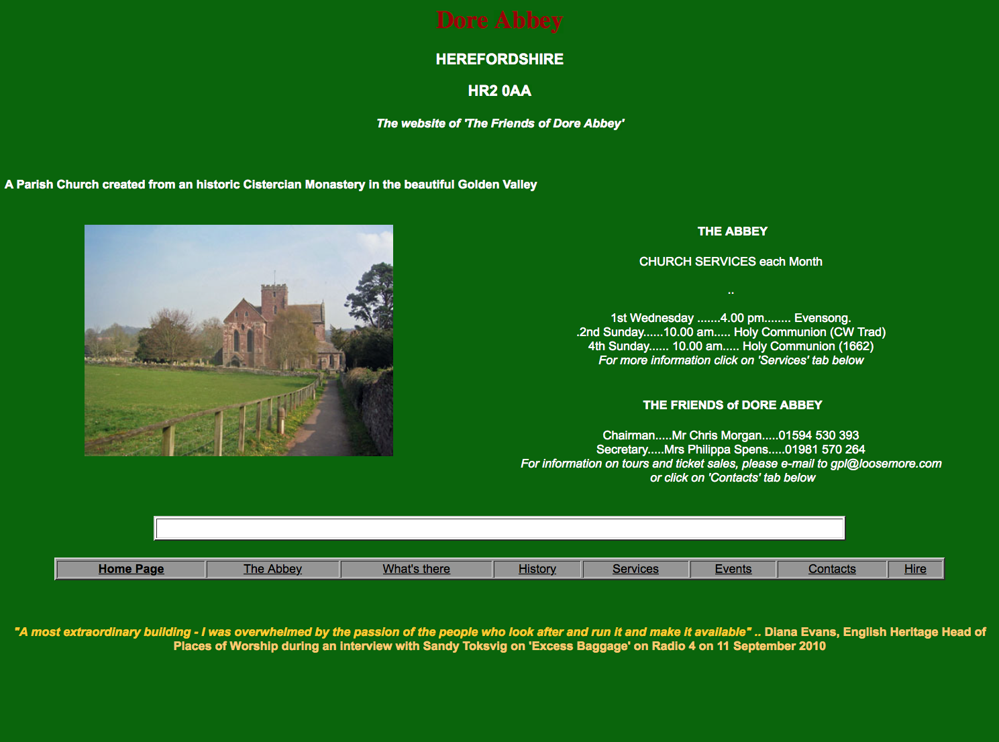 Dore Abbey
HEREFORDSHIRE
HR2 0AA
The website of 'The Friends of Dore Abbey'
A Parish Church created from an historic Cistercian Monastery in the beautiful Golden Valley
THE ABBEY
CHURCH SERVICES each Month
..
1st Wednesday .......4.00 pm........ Evensong.
.2nd Sunday......10.00 am..... Holy Communion (CW Trad)
4th Sunday...... 10.00 am..... Holy Communion (1662)
For more information click on 'Services' tab below
THE FRIENDS of DORE ABBEY
Chairman.....Mr Chris Morgan.....01594 530 393
Secretary.....Mrs Philippa Spens.....01981 570 264
For information on tours and ticket sales, please e-mail to gpl@loosemore.com
or click on 'Contacts' tab below
Home Page The Abbey What's there History Services Events Contacts Hire
"A most extraordinary building - I was overwhelmed by the passion of the people who look after and run it and make it available" .. Diana Evans, English Heritage Head of
Places of Worship during an interview with Sandy Toksvig on 'Excess Baggage' on Radio 4 on 11 September 2010